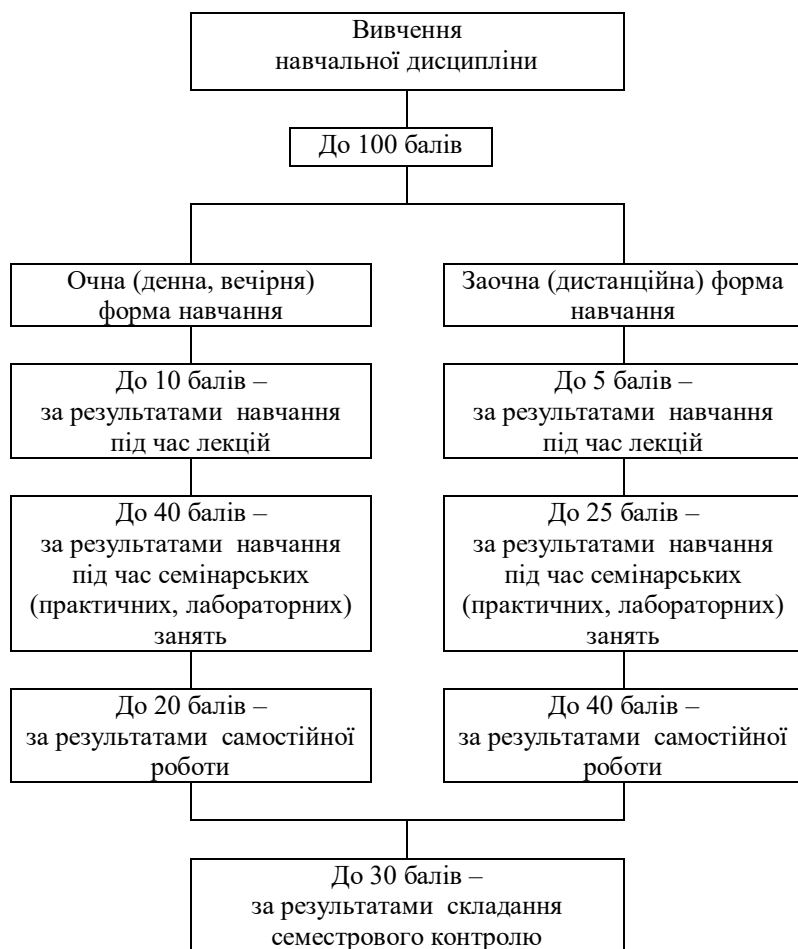 Вивчення
навчальної дисципліни
До 100 балів
Очна (денна, вечірня)
форма навчання
До 10 балів –
за результатами навчання
під час лекцій
До 40 балів –
за результатами навчання
під час семінарських
(практичних, лабораторних)
занять
До 20 балів –
за результатами самостійної
роботи
Заочна (дистанційна) форма
навчання
До 5 балів –
за результатами навчання
під час лекцій
До 25 балів –
за результатами навчання
під час семінарських
(практичних, лабораторних)
занять
До 40 балів –
за результатами самостійної
роботи
До 30 балів –
за результатами складання
семестрового контролю